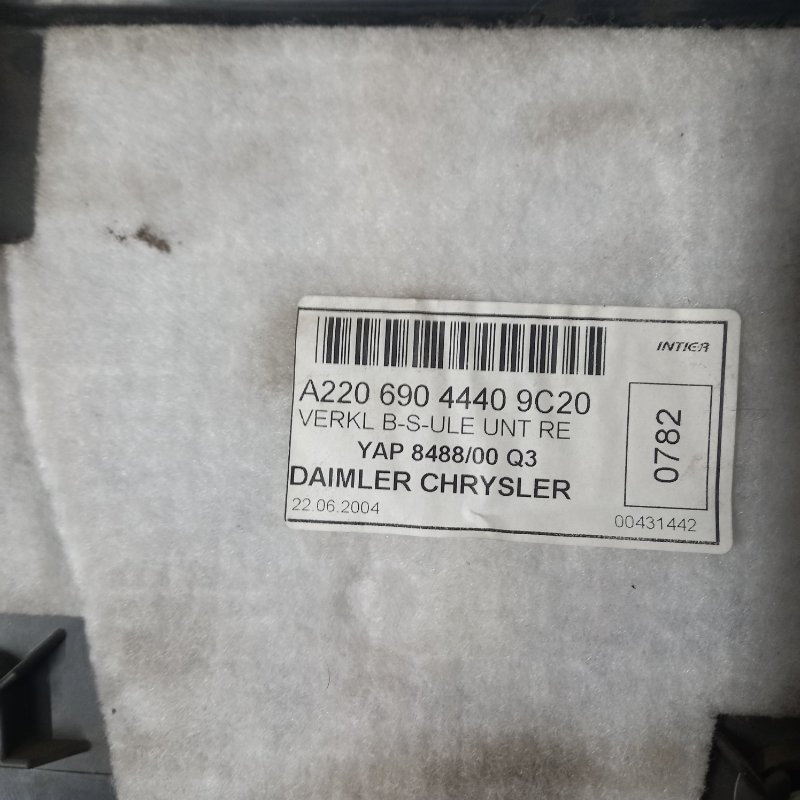 INTIER
A220 690 4440 9C20
VERKL B-S-ULE UNT RE
YAP 8488/00 Q3
DAIMLER CHRYSLER
22.06.2004
0782
00431442